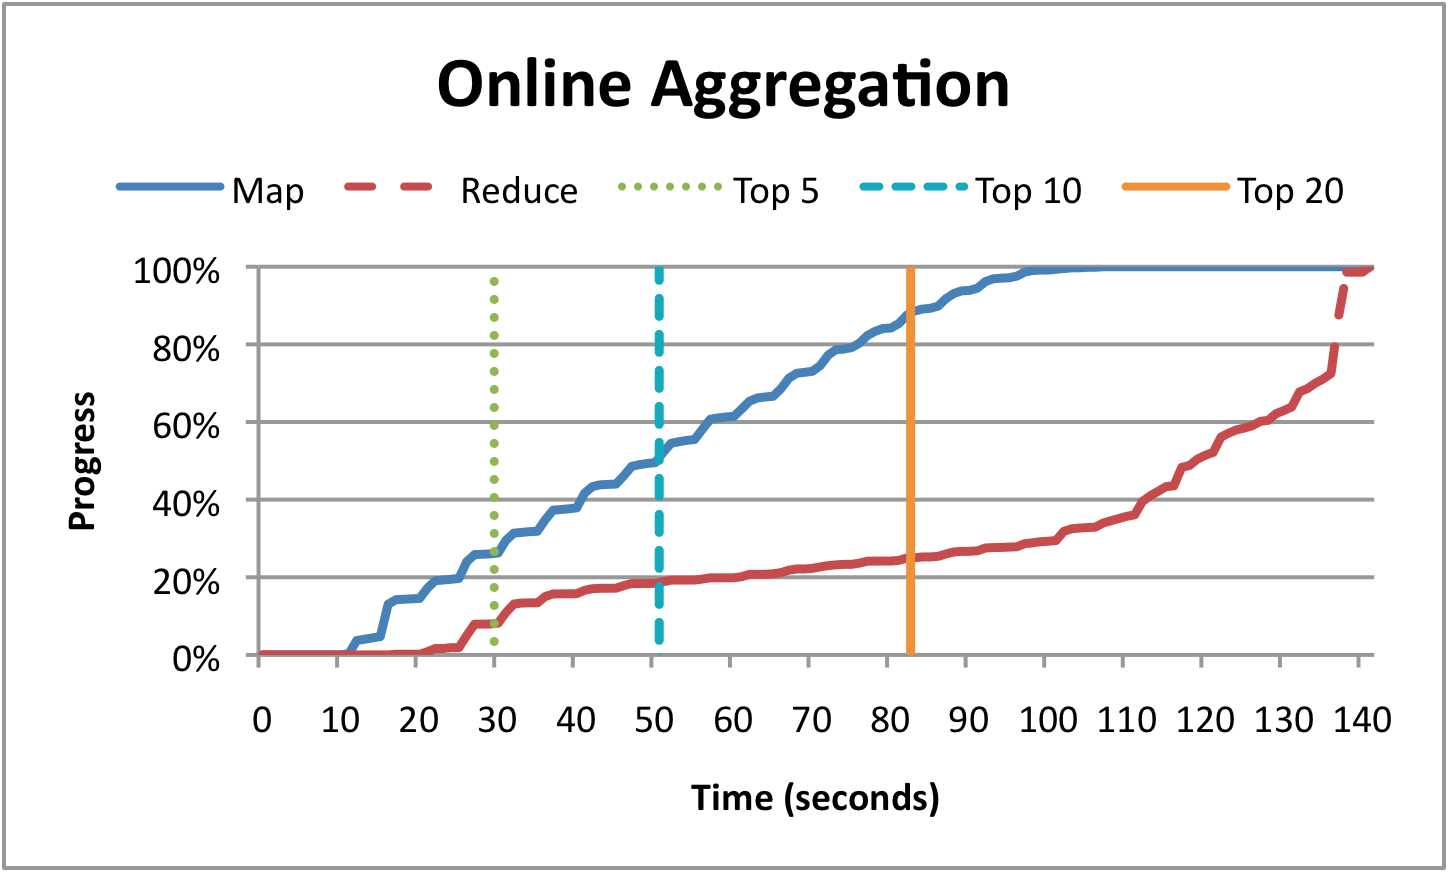 Online Aggregation
Map Reduce Top 5 Top 10 Top 20
100%
80%
60%
40%
20%
0%
Progress
0 10 20 30 40 50 60 70 80 90 100 110 120 130 140
Time (seconds)